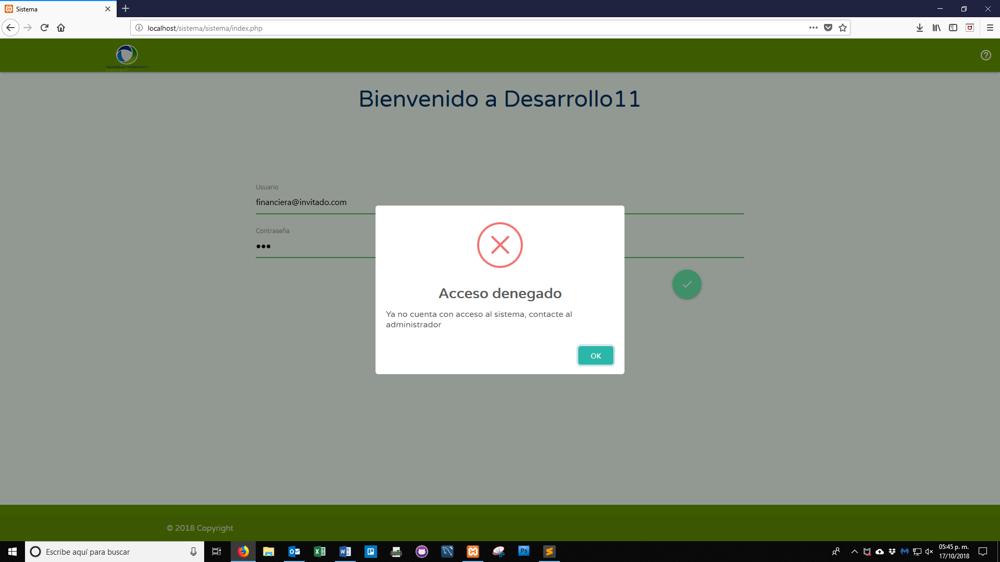 Sistema
localhost/sistema/sistema/index.php
DESARROLLO Y PROMOCIÓN 11
Bienvenido a Desarrollo11
Usuario
financiera@invitado.com
Contraseña
Acceso denegado
Ya no cuenta con acceso al sistema, contacte al
administrador
OK
© 2018 Copyright
Escribe aquí para buscar
Ps
05:45 p. m.
17/10/2018